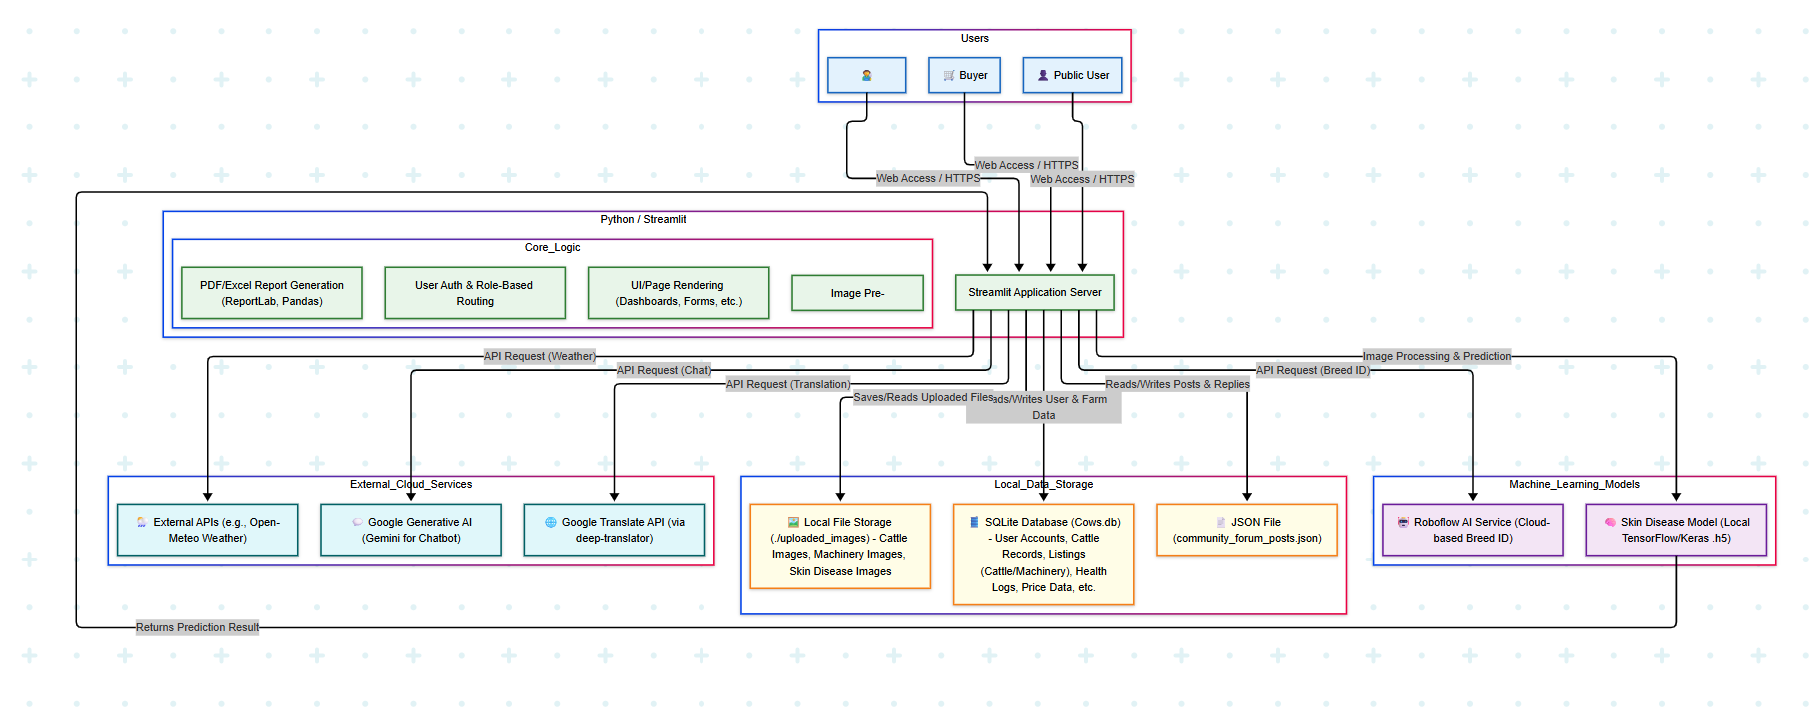 Users
Buyer
Public User
Web Access / HTTPS
Web Access / HTTPS
Web Access / HTTPS
Python / Streamlit
Core_Logic
PDF/Excel Report Generation
(ReportLab, Pandas)
User Auth & Role-Based
Routing
UI/Page Rendering
(Dashboards, Forms, etc.)
Image Pre-
Streamlit Application Server
API Request (Weather)
Image Processing & Prediction
API Request (Chat)
API Request (Breed ID)
API Request (Translation)
Reads/Writes Posts & Replies
Saves/Reads Uploaded Files
ads/Writes User & Farm
Data
External_Cloud_Services
External APIs (e.g., Open-
Meteo Weather)
Google Generative AI
(Gemini for Chatbot)
Google Translate API (via
deep-translator)
Local_Data_Storage
Local File Storage
(./uploaded_images) - Cattle
Images, Machinery Images,
Skin Disease Images
SQLite Database (Cows.db)
- User Accounts, Cattle
Records, Listings
(Cattle/Machinery), Health
Logs, Price Data, etc.
JSON File
(community_forum_posts.json)
Machine_Learning_Models
Roboflow AI Service (Cloud-
based Breed ID)
Skin Disease Model (Local
TensorFlow/Keras .h5)
Returns Prediction Result